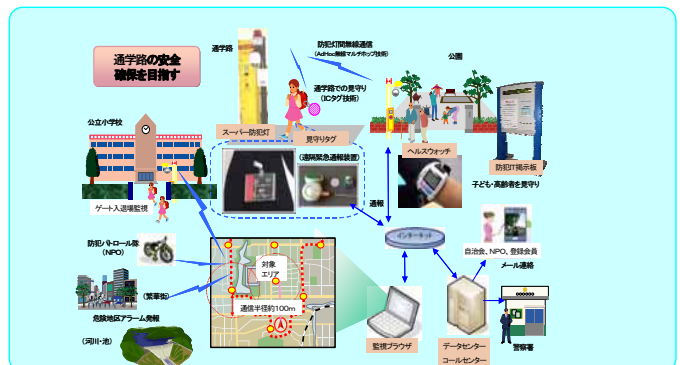 通学路の安全
確保を目指す
通学路
防犯灯間無線通信
(AdHoc無線マルチホップ技術)
公園
通学路での見守り
(ICタグ技術)
公立小学校
スーパー防犯灯
見守りタグ
(遠隔緊急通報装置)
ヘルスウォッチ
防犯IT掲示板
子ども・高齢者を見守り
ゲート入退場監視
通報
インターネット
防犯パトロール隊
(NPO)
対象
エリア
自治会、NPO、登録会員
メール連絡
(繁華街)
通信半径約100m
危険地区アラーム発報
(河川・池)
監視ブラウザ
データセンター
コールセンター
警察署